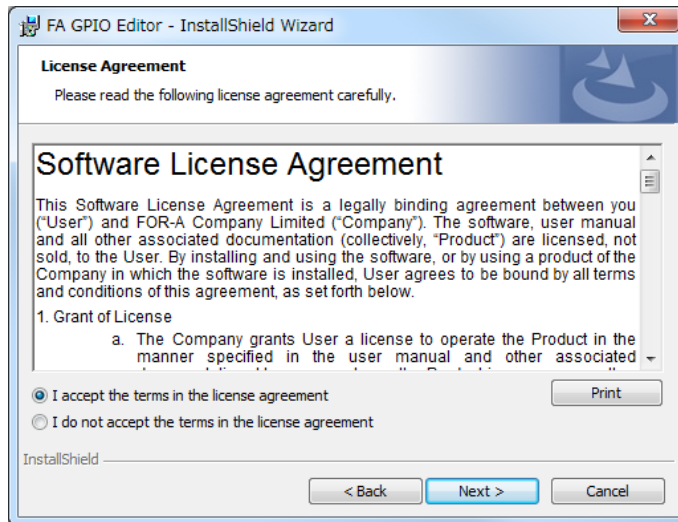 FA GPIO Editor - InstallShield Wizard
License Agreement
Please read the following license agreement carefully.
Software License Agreement
This Software License Agreement is a legally binding agreement between you
(“User”) and FOR-A Company Limited (“Company”). The software, user manual
and all other associated documentation (collectively, “Product”) are licensed, not
sold, to the User. By installing and using the software, or by using a product of the
Company in which the software is installed, User agrees to be bound by all terms
and conditions of this agreement, as set forth below.
1. Grant of License
a. The Company grants User a license to operate the Product in the
manner specified in the user manual and other associated
I accept the terms in the license agreement
Print
I do not accept the terms in the license agreement
InstallShield
< Back
Next >
Cancel